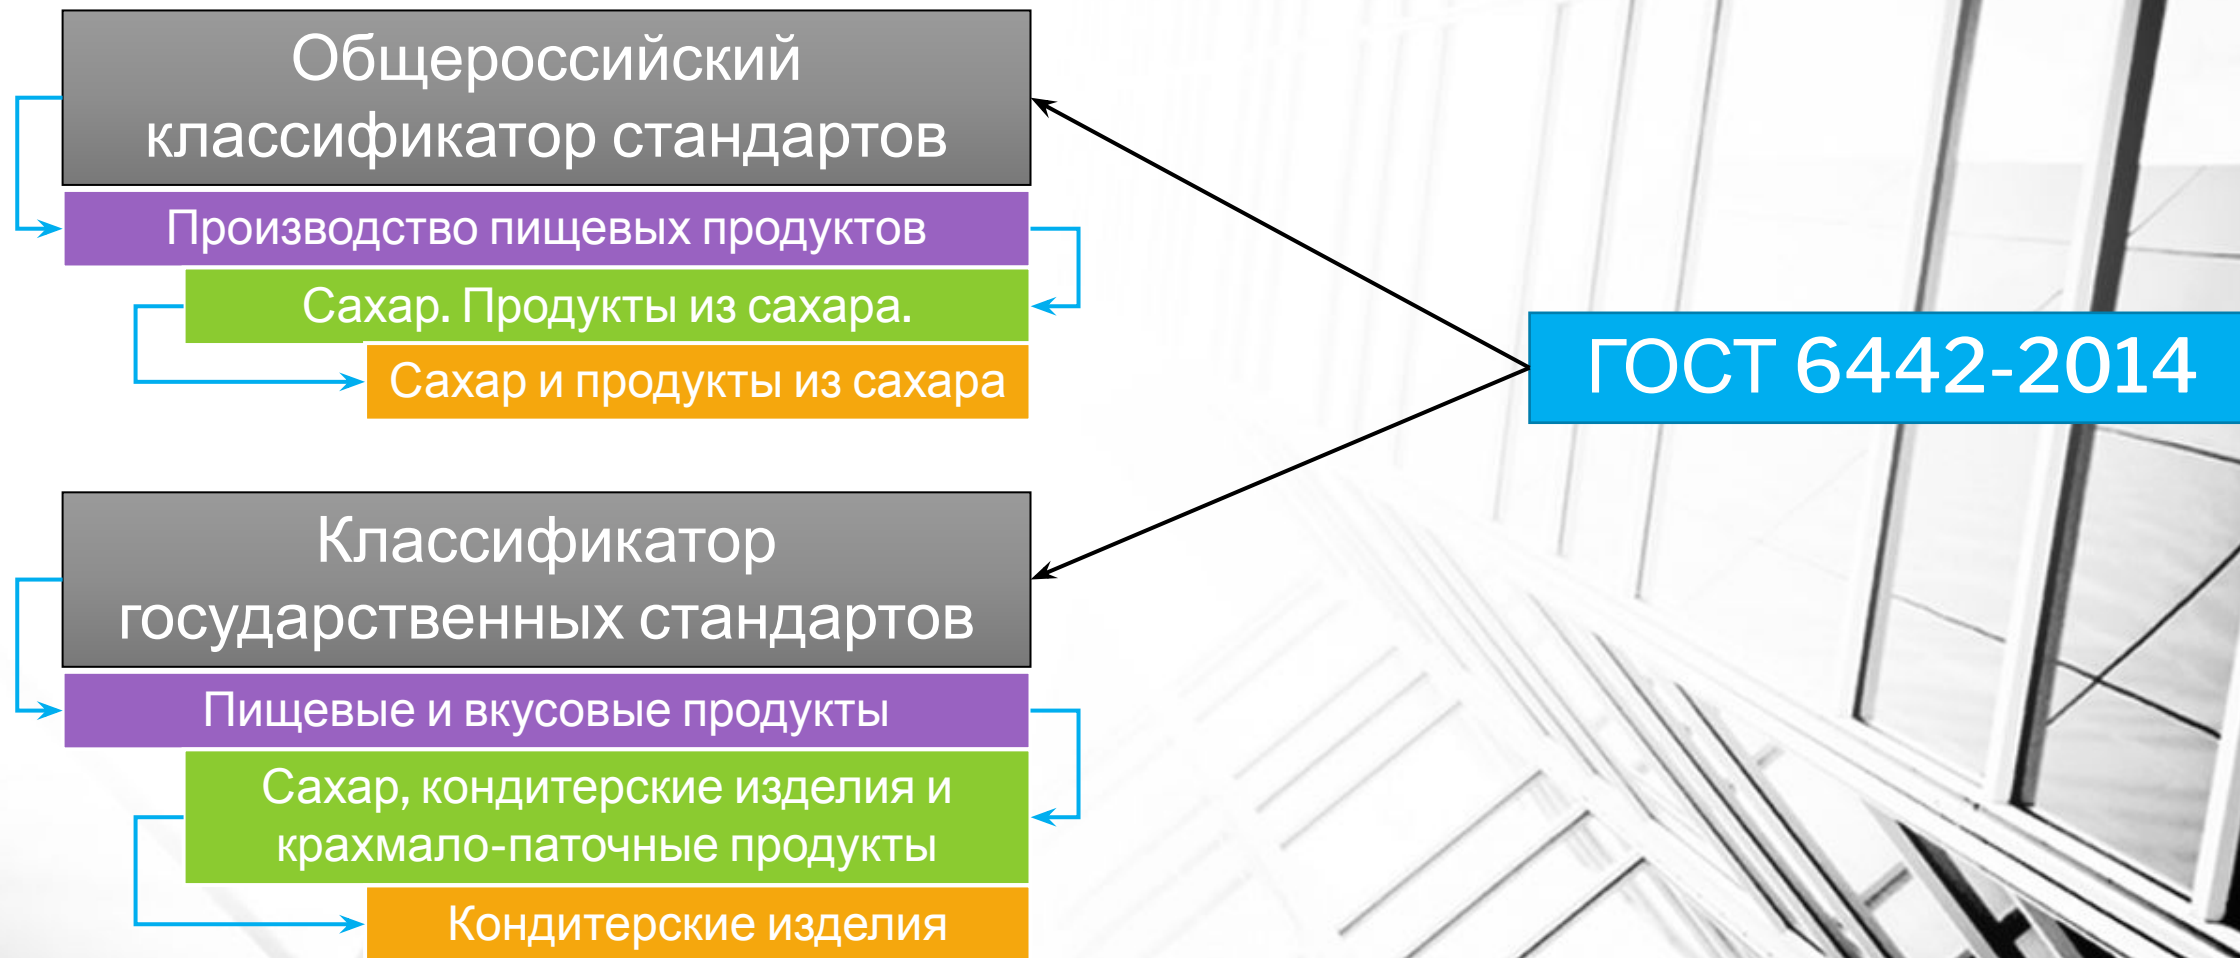 Общероссийский
классификатор стандартов
Производство пищевых продуктов
Сахар. Продукты из сахара.
Сахар и продукты из сахара
ГОСТ 6442-2014
Классификатор
государственных стандартов
Пищевые и вкусовые продукты
Сахар, кондитерские изделия и
крахмало-паточные продукты
Кондитерские изделия